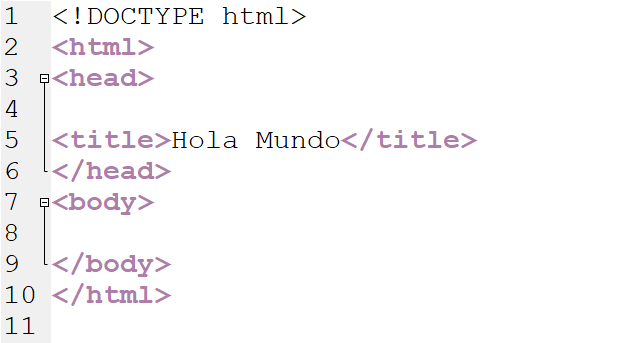 1 <!DOCTYPE html>
2 <html>
3 <head>
4
5 <title>Hola Mundo</title>
6 </head>
7 <body>
8
9 </body>
10 </html>
11